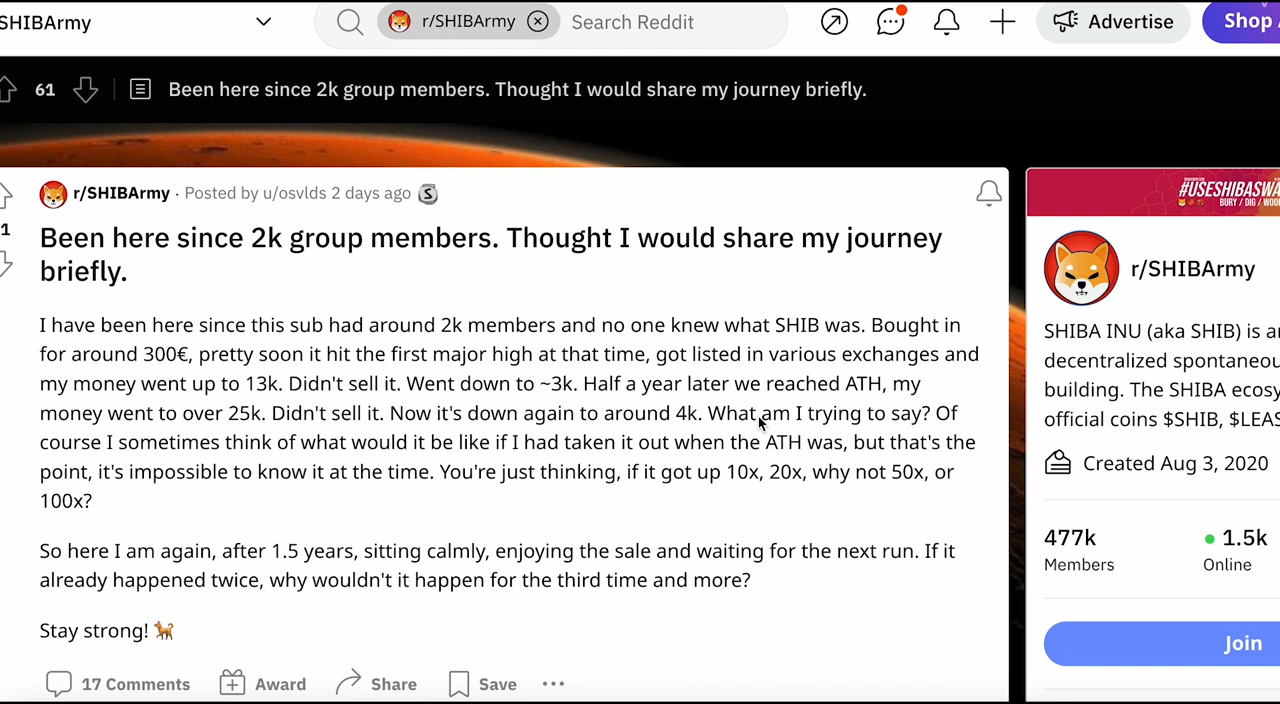 SHIBArmy
r/SHIBArmy
Search Reddit
Advertise
Shop
61
Been here since 2k group members. Thought I would share my journey briefly.
r/SHIBArmy · Posted by u/osvlds 2 days ago
1
Been here since 2k group members. Thought I would share my journey
briefly.
I have been here since this sub had around 2k members and no one knew what SHIB was. Bought in
for around 300€, pretty soon it hit the first major high at that time, got listed in various exchanges and
my money went up to 13k. Didn't sell it. Went down to ~3k. Half a year later we reached ATH, my
money went to over 25k. Didn't sell it. Now it's down again to around 4k. What am I trying to say? Of
course I sometimes think of what would it be like if I had taken it out when the ATH was, but that's the
point, it's impossible to know it at the time. You're just thinking, if it got up 10x, 20x, why not 50x, or
100x?
So here I am again, after 1.5 years, sitting calmly, enjoying the sale and waiting for the next run. If it
already happened twice, why wouldn't it happen for the third time and more?
Stay strong! 🐕
17 Comments
Award
Share
Save
#USESHIBASWA
BURY / DIG / WOO
r/SHIBArmy
SHIBA INU (aka SHIB) is a
decentralized spontaneou
building. The SHIBA ecosy
official coins $SHIB, $LEA
Created Aug 3, 2020
477k
Members
1.5k
Online
Join